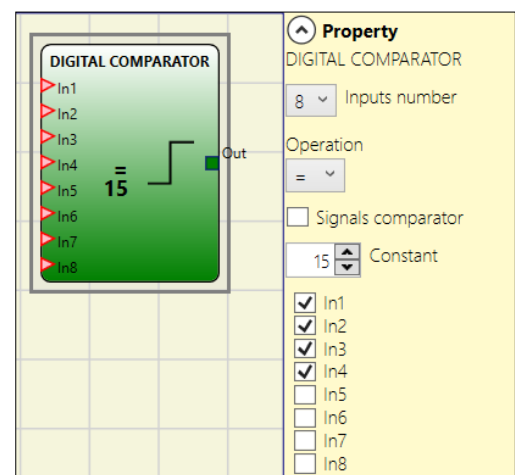 DIGITAL COMPARATOR
In1
In2
In3
In4
In5
In6
In7
In8
=
15
Out
Property
DIGITAL COMPARATOR
8 Inputs number
Operation
=
Signals comparator
15 Constant
In1
In2
In3
In4
In5
In6
In7
In8